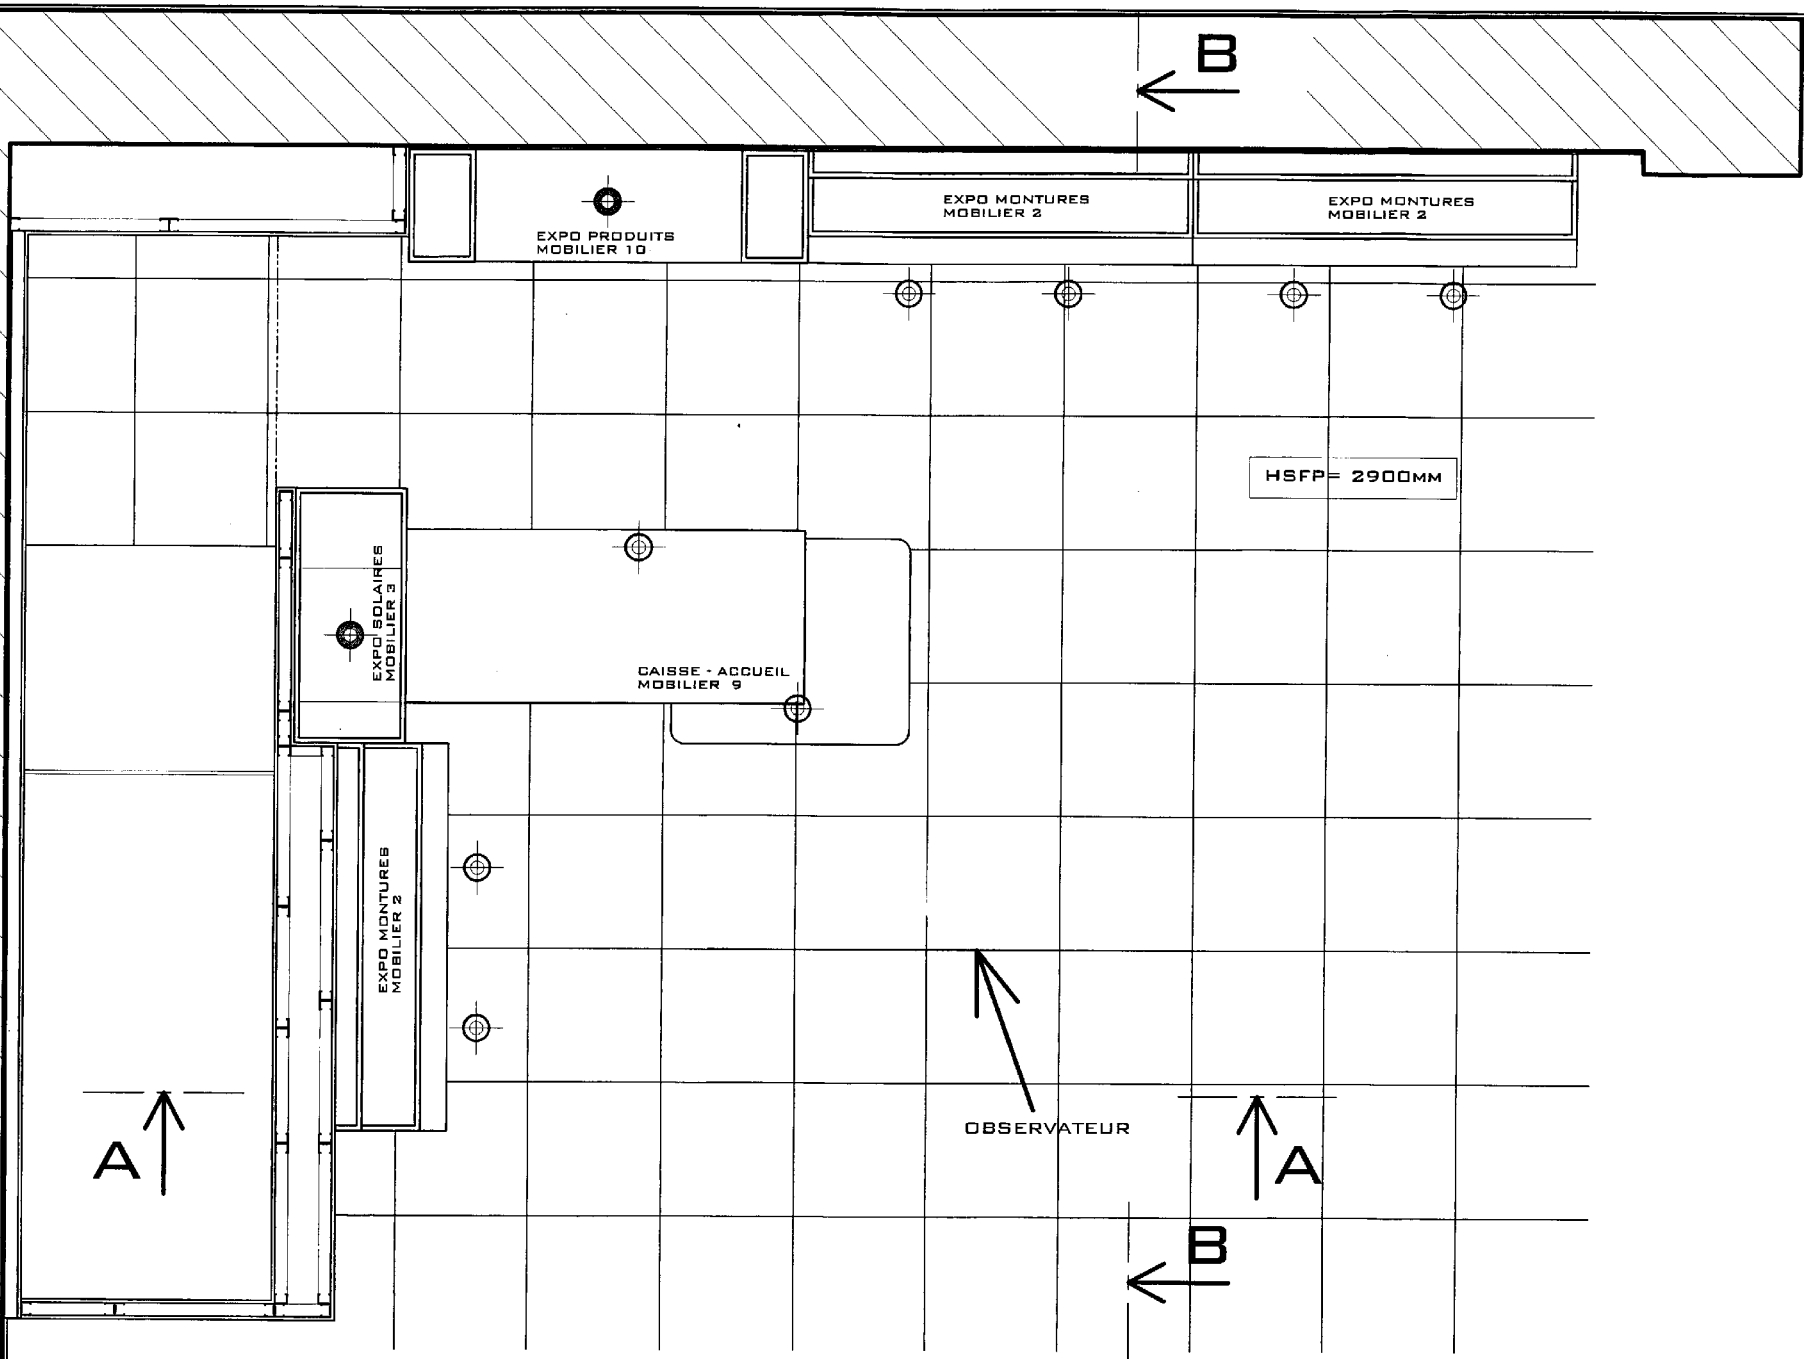 B
EXPO MONTURES
MOBILIER 2
EXPO MONTURES
MOBILIER 2
EXPO PRODUITS
MOBILIER 10
HSFP= 2900MM
EXPO SOLAIRES
MOBILIER 3
CAISSE - ACCUEIL
MOBILIER 9
EXPO MONTURES
MOBILIER 2
OBSERVATEUR
A
A
B